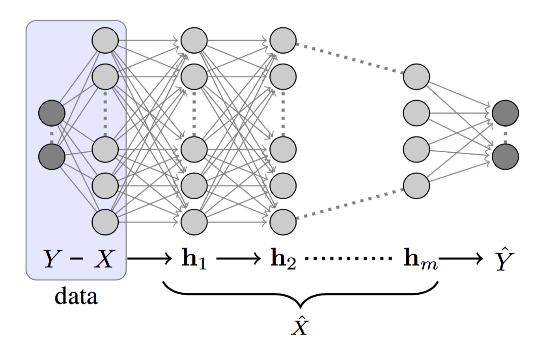 Y – X → h₁ → h₂ ········· hₘ → Ŷ
data
X̂